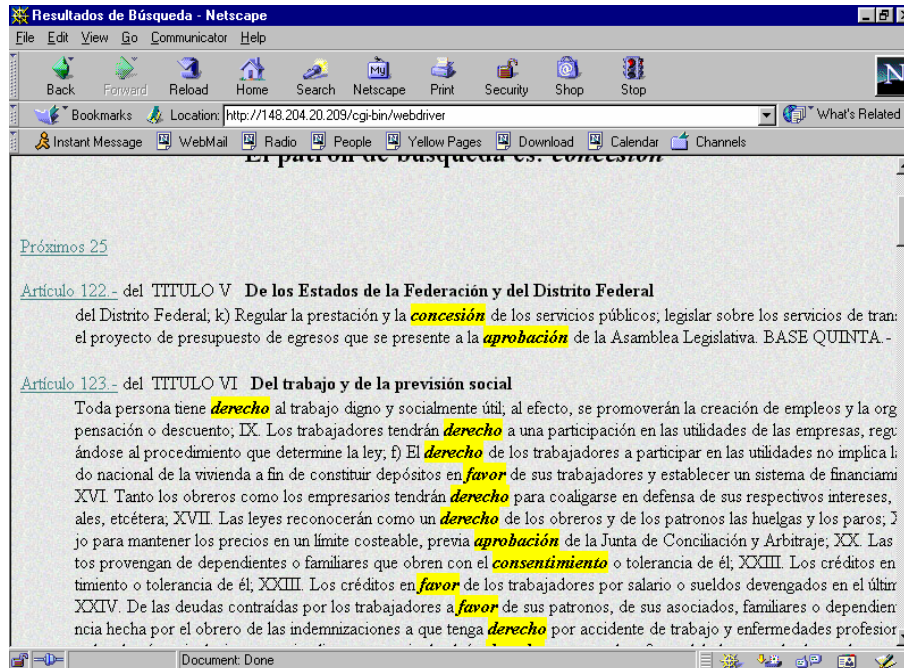 Resultados de Búsqueda - Netscape
File Edit View Go Communicator Help
Back Forward Reload Home Search Netscape Print Security Shop Stop
Bookmarks Location: http://148.204.20.209/cgi-bin/webdriver What's Related
Instant Message WebMail Radio People Yellow Pages Download Calendar Channels
El patrón de búsqueda es: concesión
Próximos 25
Artículo 122.- del TITULO V De los Estados de la Federación y del Distrito Federal
del Distrito Federal; k) Regular la prestación y la concesión de los servicios públicos; legislar sobre los servicios de tran
el proyecto de presupuesto de egresos que se presente a la aprobación de la Asamblea Legislativa. BASE QUINTA.-
Artículo 123.- del TITULO VI Del trabajo y de la previsión social
Toda persona tiene derecho al trabajo digno y socialmente útil; al efecto, se promoverán la creación de empleos y la org
pensación o descuento; IX. Los trabajadores tendrán derecho a una participación en las utilidades de las empresas, regu
ándose al procedimiento que determine la ley; f) El derecho de los trabajadores a participar en las utilidades no implica l
do nacional de la vivienda a fin de constituir depósitos en favor de sus trabajadores y establecer un sistema de financiami
XVI. Tanto los obreros como los empresarios tendrán derecho para coaligarse en defensa de sus respectivos intereses,
ales, etcétera; XVII. Las leyes reconocerán como un derecho de los obreros y de los patronos las huelgas y los paros;
jo para mantener los precios en un límite costeable, previa aprobación de la Junta de Conciliación y Arbitraje; XX. Las
tos provengan de dependientes o familiares que obren con el consentimiento o tolerancia de él; XXIII. Los créditos en
timiento o tolerancia de él; XXIII. Los créditos en favor de los trabajadores por salario o sueldos devengados en el últim
XXIV. De las deudas contraídas por los trabajadores a favor de sus patronos, de sus asociados, familiares o dependien
ncia hecha por el obrero de las indemnizaciones a que tenga derecho por accidente de trabajo y enfermedades profesior
Document: Done